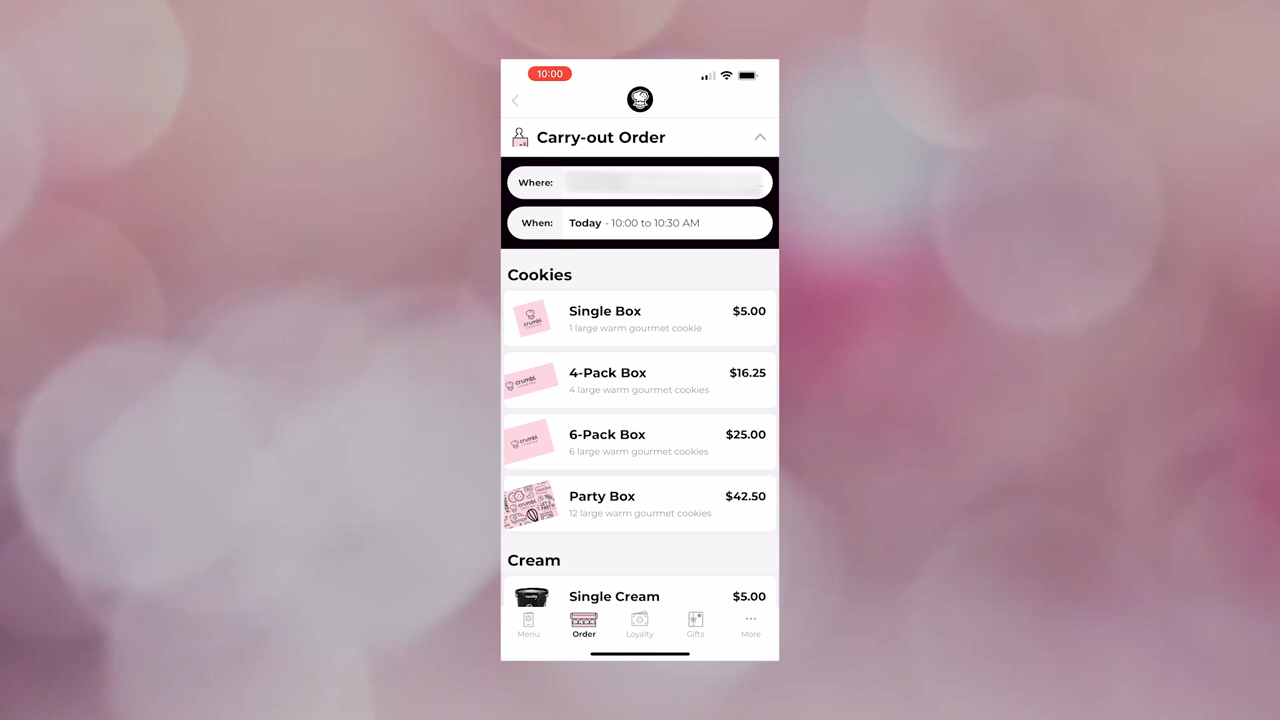 10:00
Carry-out Order
Where:
When: Today - 10:00 to 10:30 AM
Cookies
Single Box $5.00
1 large warm gourmet cookie
4-Pack Box $16.25
4 large warm gourmet cookies
6-Pack Box $25.00
6 large warm gourmet cookies
Party Box $42.50
12 large warm gourmet cookies
Cream
Single Cream $5.00
Menu Order Loyalty Gifts More